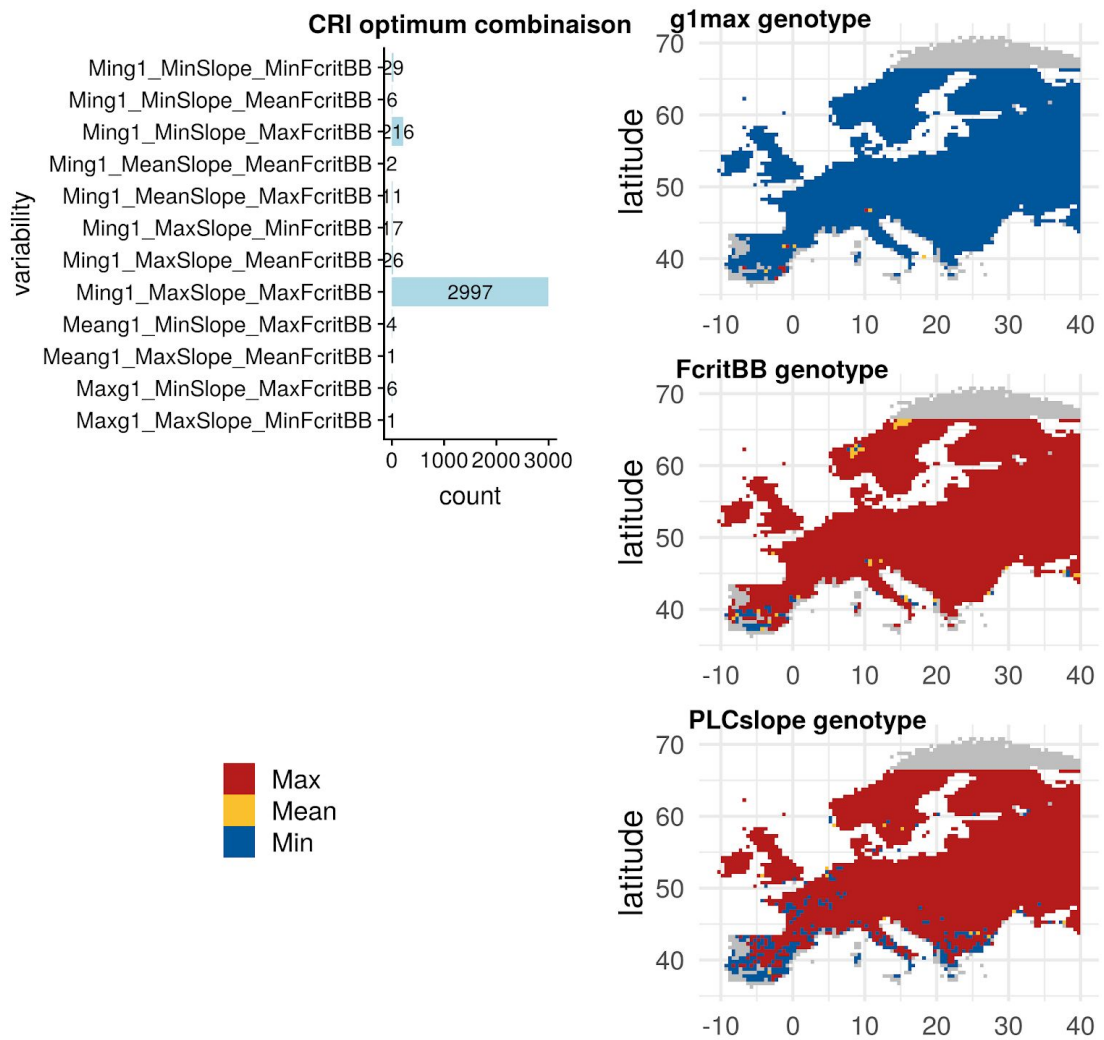 CRI optimum combinaison
variability
Ming1_MinSlope_MinFcritBB 29
Ming1_MinSlope_MeanFcritBB 6
Ming1_MinSlope_MaxFcritBB 216
Ming1_MeanSlope_MeanFcritBB 2
Ming1_MeanSlope_MaxFcritBB 11
Ming1_MaxSlope_MinFcritBB 17
Ming1_MaxSlope_MeanFcritBB 26
Ming1_MaxSlope_MaxFcritBB 2997
Meang1_MinSlope_MaxFcritBB 4
Meang1_MaxSlope_MeanFcritBB 1
Maxg1_MinSlope_MaxFcritBB 6
Maxg1_MaxSlope_MinFcritBB 1
0 1000 2000 3000
count
Max
Mean
Min
g1max genotype
latitude
70
60
50
40
-10 0 10 20 30 40
FcritBB genotype
latitude
70
60
50
40
-10 0 10 20 30 40
PLCslope genotype
latitude
70
60
50
40
-10 0 10 20 30 40